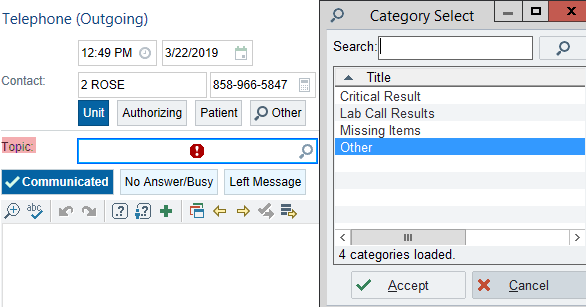 Telephone (Outgoing)
12:49 PM 3/22/2019
Contact: 2 ROSE 858-966-5847
Unit Authorizing Patient Other
Topic:
Communicated No Answer/Busy Left Message
abc
Category Select
Search:
Title
Critical Result
Lab Call Results
Missing Items
Other
4 categories loaded.
Accept Cancel